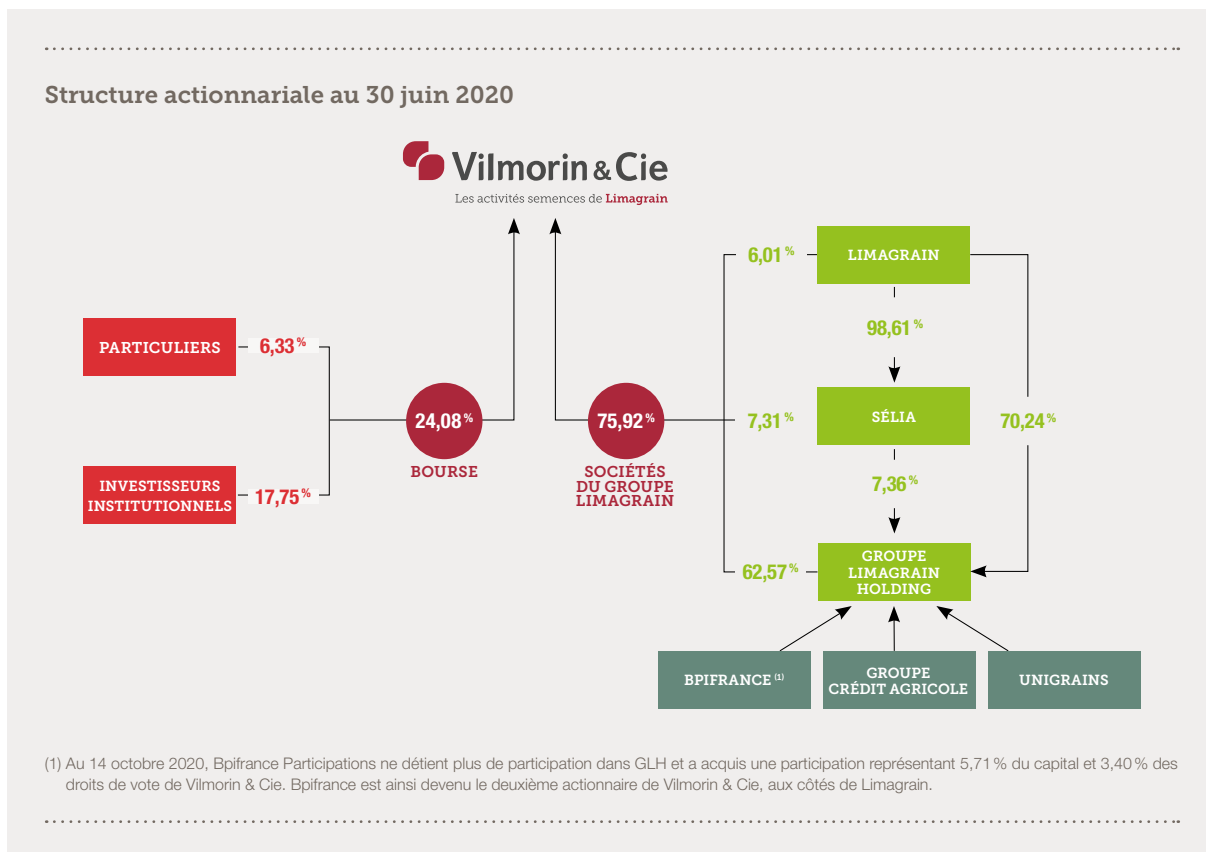 Structure actionnariale au 30 juin 2020
Vilmorin & Cie
Les activités semences de Limagrain
PARTICULIERS
6,33 %
INVESTISSEURS
INSTITUTIONNELS
17,75 %
24,08 %
BOURSE
75,92 %
SOCIÉTÉS
DU GROUPE
LIMAGRAIN
6,01 %
LIMAGRAIN
98,61 %
7,31 %
SÉLIA
70,24 %
7,36 %
62,57 %
GROUPE
LIMAGRAIN
HOLDING
BPIFRANCE (1)
GROUPE
CRÉDIT AGRICOLE
UNIGRAINS
(1) Au 14 octobre 2020, Bpifrance Participations ne détient plus de participation dans GLH et a acquis une participation représentant 5,71 % du capital et 3,40 % des
droits de vote de Vilmorin & Cie. Bpifrance est ainsi devenu le deuxième actionnaire de Vilmorin & Cie, aux côtés de Limagrain.